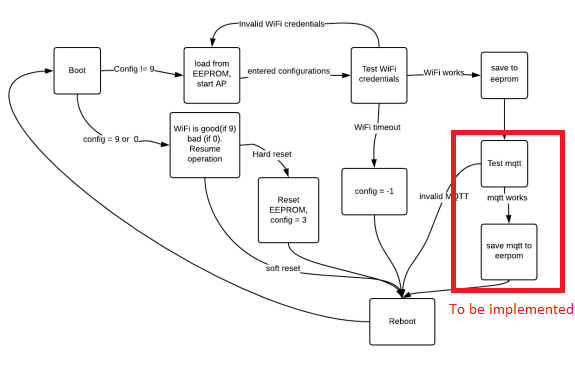 Invalid WiFi credentials
Boot
Config != 9
load from
EEPROM,
start AP
entered configurations
Test WiFi
credentials
WiFi works
save to
eeprom
config = 9 or  0
WiFi is good(if 9)
bad (if 0).
Resume
operation
Hard reset
WiFi timeout
Test mqtt
invalid MQTT
mqtt works
Reset
EEPROM,
config = 3
config = -1
save mqtt to
eerpom
soft reset
Reboot
To be implemented